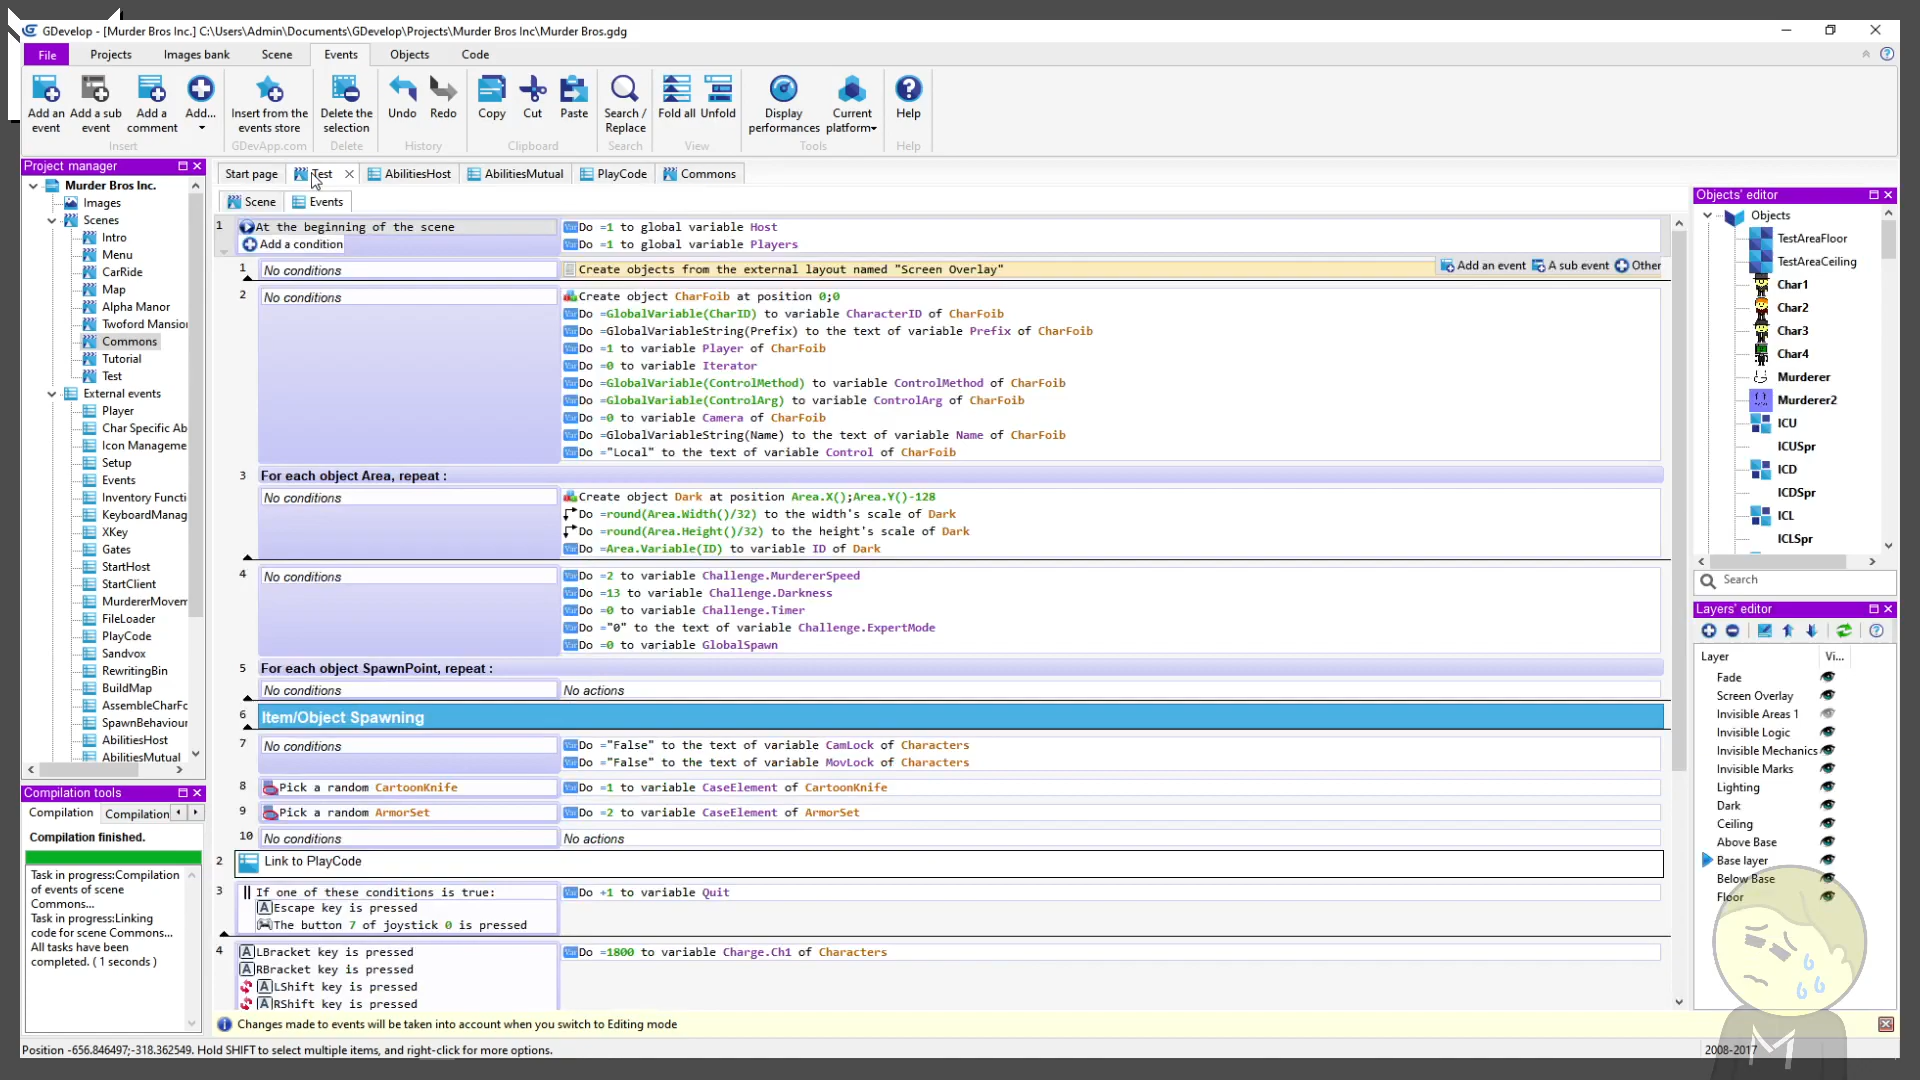 GDevelop - [Murder Bros Inc.] C:\Users\Admin\Documents\GDevelop\Projects\Murder Bros Inc\Murder Bros.gdg
File Projects Images bank Scene Events Objects Code
Add an event
Add a sub event
Add a comment
Add...
Insert from the events store
Delete the selection
Undo
Redo
Copy
Cut
Paste
Search / Replace
Fold all
Unfold
Display performances
Current platform
Help
Insert GDevApp.com Delete History Clipboard Search View Tools Help
Project manager
Murder Bros Inc.
Images
Scenes
Intro
Menu
CarRide
Map
Alpha Manor
Twoford Mansion
Commons
Tutorial
Test
External events
Player
Char Specific Ab
Icon Manageme
Setup
Events
Inventory Functi
KeyboardManag
XKey
Gates
StartHost
StartClient
MurdererMovem
FileLoader
PlayCode
Sandvox
RewritingBin
BuildMap
AssembleCharFc
SpawnBehaviour
AbilitiesHost
AbilitiesMutual
Compilation tools
Compilation Compilation
Compilation finished.
Task in progress:Compilation
of events of scene
Commons...
Task in progress:Linking
code for scene Commons...
All tasks have been
completed. ( 1 seconds )
Start page Test AbilitiesHost AbilitiesMutual PlayCode Commons
Scene Events
1 At the beginning of the scene
Add a condition
Do =1 to global variable Host
Do =1 to global variable Players
1 No conditions Create objects from the external layout named "Screen Overlay" Add an event A sub event Other
2 No conditions Create object CharFoib at position 0;0
Do =GlobalVariable(CharID) to variable CharacterID of CharFoib
Do =GlobalVariableString(Prefix) to the text of variable Prefix of CharFoib
Do =1 to variable Player of CharFoib
Do =0 to variable Iterator
Do =GlobalVariable(ControlMethod) to variable ControlMethod of CharFoib
Do =GlobalVariable(ControlArg) to variable ControlArg of CharFoib
Do =0 to variable Camera of CharFoib
Do =GlobalVariableString(Name) to the text of variable Name of CharFoib
Do ="Local" to the text of variable Control of CharFoib
3 For each object Area, repeat :
No conditions Create object Dark at position Area.X();Area.Y()-128
Do =round(Area.Width()/32) to the width's scale of Dark
Do =round(Area.Height()/32) to the height's scale of Dark
Do =Area.Variable(ID) to variable ID of Dark
4 No conditions Do =2 to variable Challenge.MurdererSpeed
Do =13 to variable Challenge.Darkness
Do =0 to variable Challenge.Timer
Do ="0" to the text of variable Challenge.ExpertMode
Do =0 to variable GlobalSpawn
5 For each object SpawnPoint, repeat :
No conditions No actions
6 Item/Object Spawning
7 No conditions Do ="False" to the text of variable CamLock of Characters
Do ="False" to the text of variable MovLock of Characters
8 Pick a random CartoonKnife Do =1 to variable CaseElement of CartoonKnife
9 Pick a random ArmorSet Do =2 to variable CaseElement of ArmorSet
10 No conditions No actions
2 Link to PlayCode
3 If one of these conditions is true: Do +1 to variable Quit
Escape key is pressed
The button 7 of joystick 0 is pressed
4 LBracket key is pressed Do =1800 to variable Charge.Ch1 of Characters
RBracket key is pressed
LShift key is pressed
RShift key is pressed
Changes made to events will be taken into account when you switch to Editing mode
Objects' editor
Objects
TestAreaFloor
TestAreaCeiling
Char1
Char2
Char3
Char4
Murderer
Murderer2
ICU
ICUSpr
ICD
ICDSpr
ICL
ICLSpr
Search
Layers' editor
Layer Vi...
Fade
Screen Overlay
Invisible Areas 1
Invisible Logic
Invisible Mechanics
Invisible Marks
Lighting
Dark
Ceiling
Above Base
Base layer
Below Base
Floor
Position -656.846497;-318.362549. Hold SHIFT to select multiple items, and right-click for more options.
2008-2017